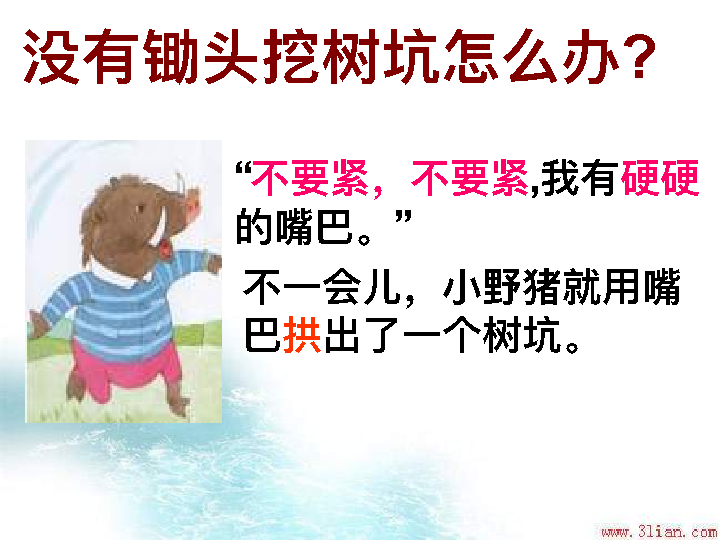 没有锄头挖树坑怎么办?
“不要紧，不要紧,我有硬硬
的嘴巴。”
不一会儿，小野猪就用嘴
巴拱出了一个树坑。
www.3lian.com